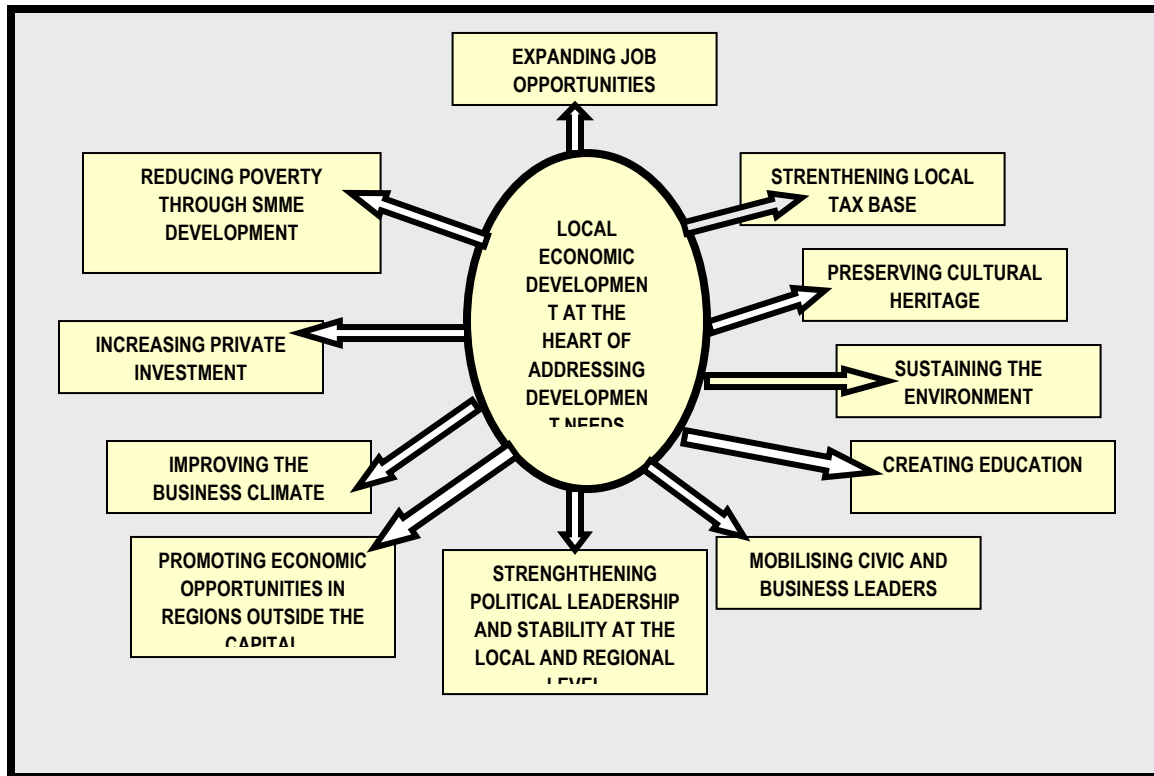 EXPANDING JOB
OPPORTUNITIES
REDUCING POVERTY
THROUGH SMME
DEVELOPMENT
STRENTHENING LOCAL
TAX BASE
LOCAL
ECONOMIC
DEVELOPMEN
T AT THE
HEART OF
ADDRESSING
DEVELOPMEN
T NEEDS
PRESERVING CULTURAL
HERITAGE
INCREASING PRIVATE
INVESTMENT
SUSTAINING THE
ENVIRONMENT
IMPROVING THE
BUSINESS CLIMATE
CREATING EDUCATION
PROMOTING ECONOMIC
OPPORTUNITIES IN
REGIONS OUTSIDE THE
CAPITAL
STRENGHTHENING
POLITICAL LEADERSHIP
AND STABILITY AT THE
LOCAL AND REGIONAL
LEVEL
MOBILISING CIVIC AND
BUSINESS LEADERS